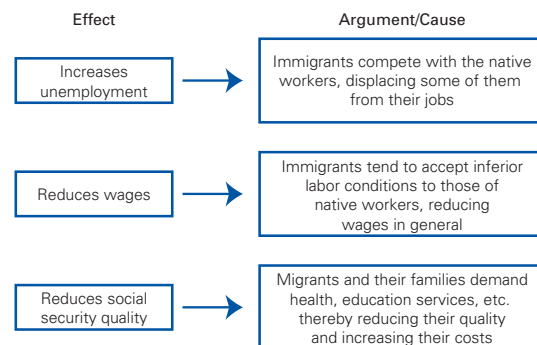 Effect
Argument/Cause
Increases
unemployment
Immigrants compete with the native
workers, displacing some of them
from their jobs
Reduces wages
Immigrants tend to accept inferior
labor conditions to those of
native workers, reducing
wages in general
Reduces social
security quality
Migrants and their families demand
health, education services, etc.
thereby reducing their quality
and increasing their costs